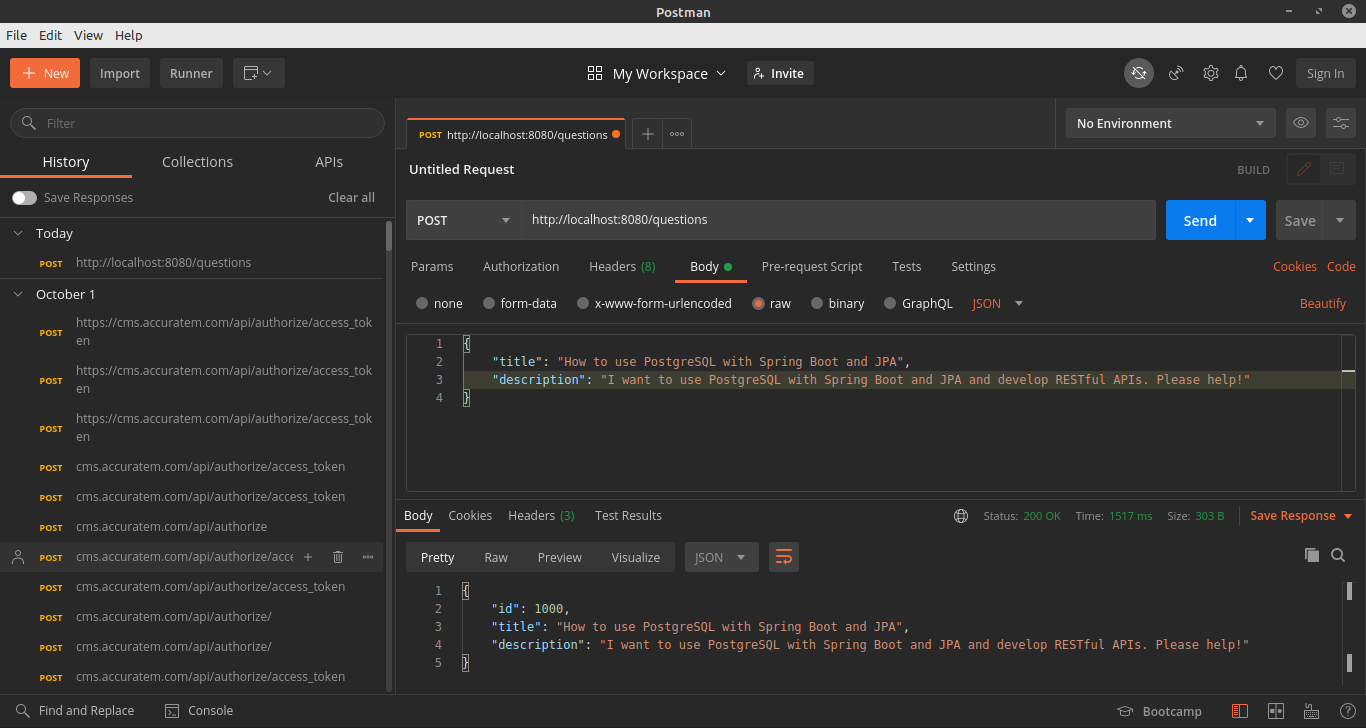 Postman
File Edit View Help
New Import Runner My Workspace Invite Sign In
Filter
History Collections APIs
Save Responses Clear all
Today
POST http://localhost:8080/questions
October 1
POST https://cms.accuratem.com/api/authorize/access_tok
en
POST https://cms.accuratem.com/api/authorize/access_tok
en
POST https://cms.accuratem.com/api/authorize/access_tok
en
POST cms.accuratem.com/api/authorize/access_token
POST cms.accuratem.com/api/authorize/access_token
POST cms.accuratem.com/api/authorize
POST cms.accuratem.com/api/authorize/acce
POST cms.accuratem.com/api/authorize/access_token
POST cms.accuratem.com/api/authorize/
POST cms.accuratem.com/api/authorize/
POST cms.accuratem.com/api/authorize/access_token
POST http://localhost:8080/questions No Environment
Untitled Request BUILD
POST http://localhost:8080/questions Send Save
Params Authorization Headers (8) Body Pre-request Script Tests Settings Cookies Code
none form-data x-www-form-urlencoded raw binary GraphQL JSON Beautify
1 {
2 "title": "How to use PostgreSQL with Spring Boot and JPA",
3 "description": "I want to use PostgreSQL with Spring Boot and JPA and develop RESTful APIs. Please help!"
4 }
Body Cookies Headers (3) Test Results Status: 200 OK Time: 1517 ms Size: 303 B Save Response
Pretty Raw Preview Visualize JSON
1 {
2 "id": 1000,
3 "title": "How to use PostgreSQL with Spring Boot and JPA",
4 "description": "I want to use PostgreSQL with Spring Boot and JPA and develop RESTful APIs. Please help!"
5 }
Find and Replace Console Bootcamp